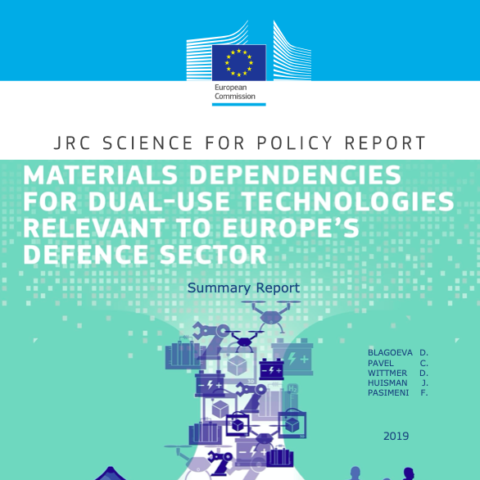 European
Commission
JRC SCIENCE FOR POLICY REPORT
MATERIALS DEPENDENCIES
FOR DUAL-USE TECHNOLOGIES
RELEVANT TO EUROPE'S
DEFENCE SECTOR
Summary Report
BLAGOEVA D.
PAVEL C.
WITTMER D.
HUISMAN J.
PASIMENI F.
2019